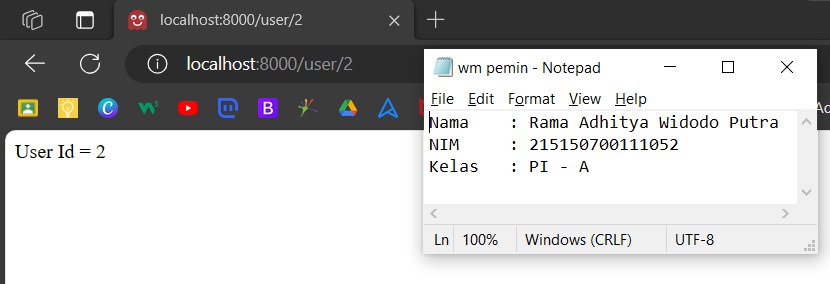 localhost:8000/user/2
localhost:8000/user/2
User Id = 2
wm pemin - Notepad
File Edit Format View Help
Nama : Rama Adhitya Widodo Putra
NIM : 215150700111052
Kelas : PI - A
Ln 100% Windows (CRLF) UTF-8